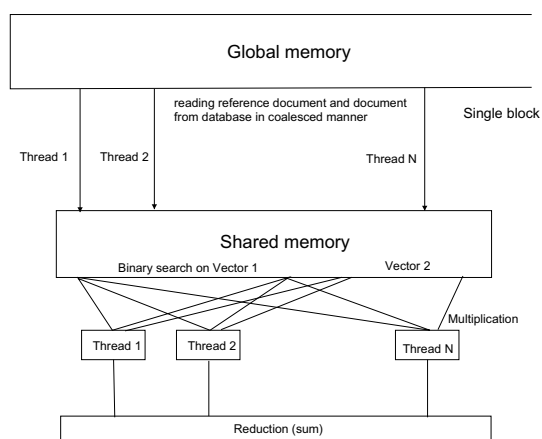 Global memory
reading reference document and document
from database in coalesced manner
Single block
Thread 1
Thread 2
Thread N
Shared memory
Binary search on Vector 1
Vector 2
Multiplication
Thread 1
Thread 2
Thread N
Reduction (sum)